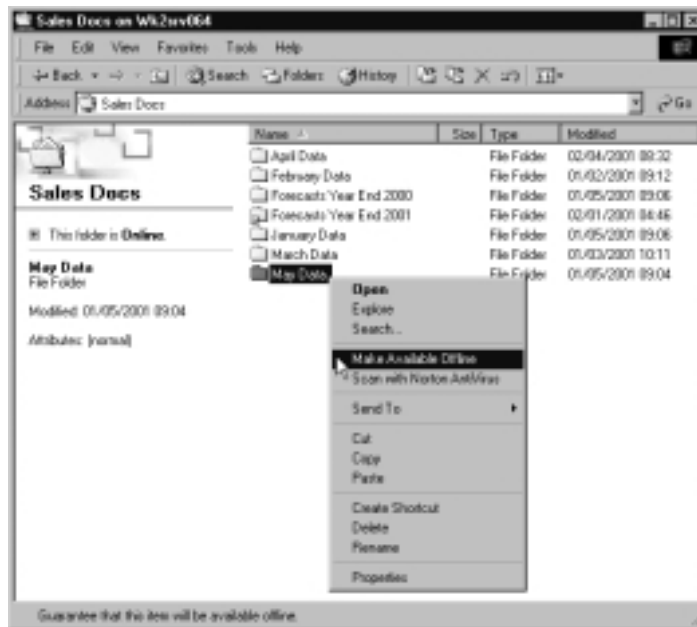 Sales Docs on Wk2srv064
File Edit View Favorites Tools Help
Back Search Folders History
Address Sales Docs Go
Name Size Type Modified
April Data File Folder 02/04/2001 09:32
February Data File Folder 01/02/2001 09:12
Sales Docs
Forecasts Year End 2000 File Folder 01/05/2001 09:06
Forecasts Year End 2001 File Folder 02/01/2001 04:46
This folder is Online.
January Data File Folder 01/05/2001 09:06
March Data File Folder 01/03/2001 10:11
May Data File Folder 01/05/2001 09:04
May Data
File Folder
Modified: 01/05/2001 09:04
Attributes: (normal)
Open
Explore
Search...
Make Available Offline
Scan with Norton AntiVirus
Send To
Cut
Copy
Paste
Create Shortcut
Delete
Rename
Properties
Guarantee that this item will be available offline.